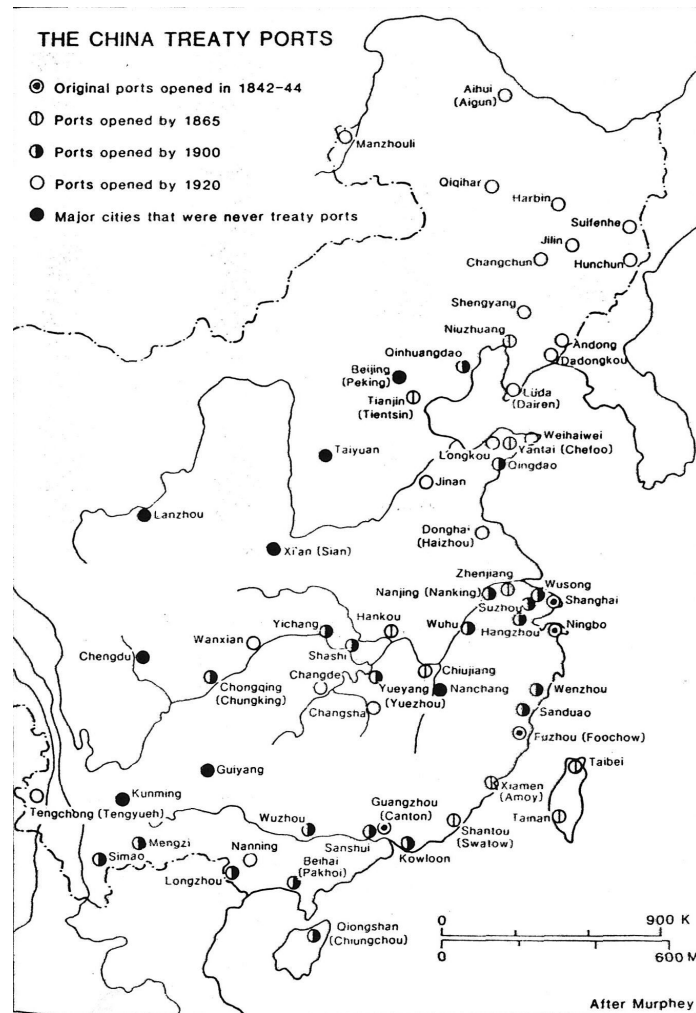 THE CHINA TREATY PORTS
Original ports opened in 1842-44
Ports opened by 1865
Ports opened by 1900
Ports opened by 1920
Major cities that were never treaty ports
Aihui
(Aigun)
Manzhouli
Qiqihar
Harbin
Suifenhe
Jilin
Changchun
Hunchun
Shengyang
Niuzhuang
Andong
Dadongkou
Qinhuangdao
Beijing
(Peking)
Tianjin
(Tientsin)
Lüda
(Dairen)
Weihaiwei
Longkou
Yantai (Chefoo)
Qingdao
Taiyuan
Jinan
Lanzhou
Donghai
(Haizhou)
Xi'an (Sian)
Zhenjiang
Nanjing (Nanking)
Wusong
Suzhou
Shanghai
Hangzhou
Ningbo
Wuhu
Hankou
Yichang
Wanxian
Shashi
Chengdu
Chongqing
(Chungking)
Changde
Yueyang
(Yuezhou)
Chiujiang
Nanchang
Changsha
Wenzhou
Sanduao
Fuzhou (Foochow)
Guiyang
Taibei
Kunming
Tengchong (Tengyueh)
Xiamen
(Amoy)
Tainan
Guangzhou
(Canton)
Wuzhou
Shantou
(Swatow)
Sanshui
Kowloon
Mengzi
Simao
Nanning
Longzhou
Beihai
(Pakhoi)
Qiongshan
(Chiungchou)
0 900 K
0 600 M
After Murphey